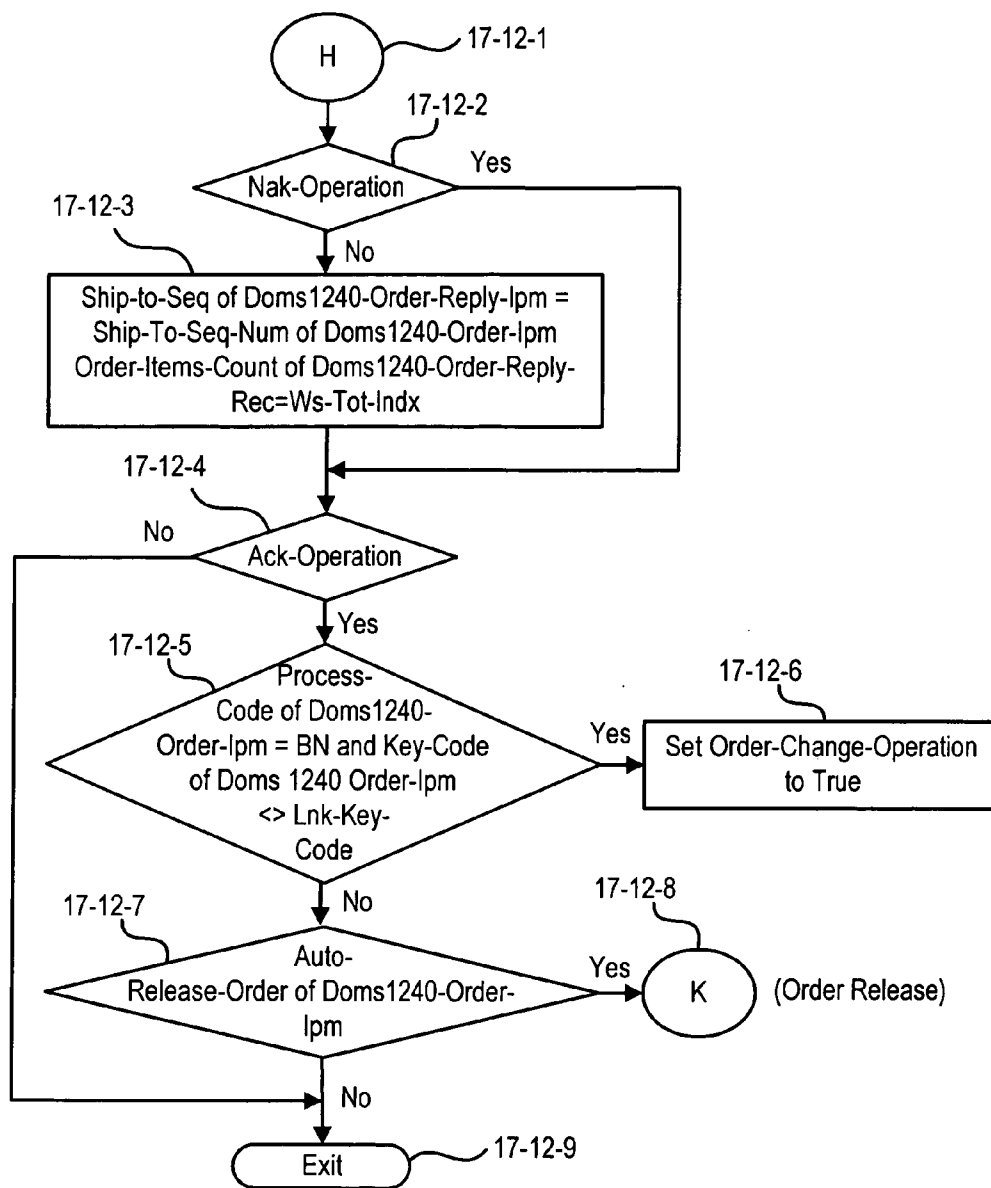 H
17-12-1
17-12-2
Nak-Operation
Yes
17-12-3
No
Ship-to-Seq of Doms1240-Order-Reply-Ipm =
Ship-To-Seq-Num of Doms1240-Order-Ipm
Order-Items-Count of Doms1240-Order-Reply-
Rec=Ws-Tot-Indx
17-12-4
No
Ack-Operation
Yes
17-12-5
Process-
Code of Doms1240-
Order-Ipm = BN and Key-Code
of Doms 1240 Order-Ipm
<> Lnk-Key-
Code
Yes
17-12-6
Set Order-Change-Operation
to True
No
17-12-7
Auto-
Release-Order of Doms1240-Order-
Ipm
Yes
17-12-8
K
(Order Release)
No
Exit
17-12-9